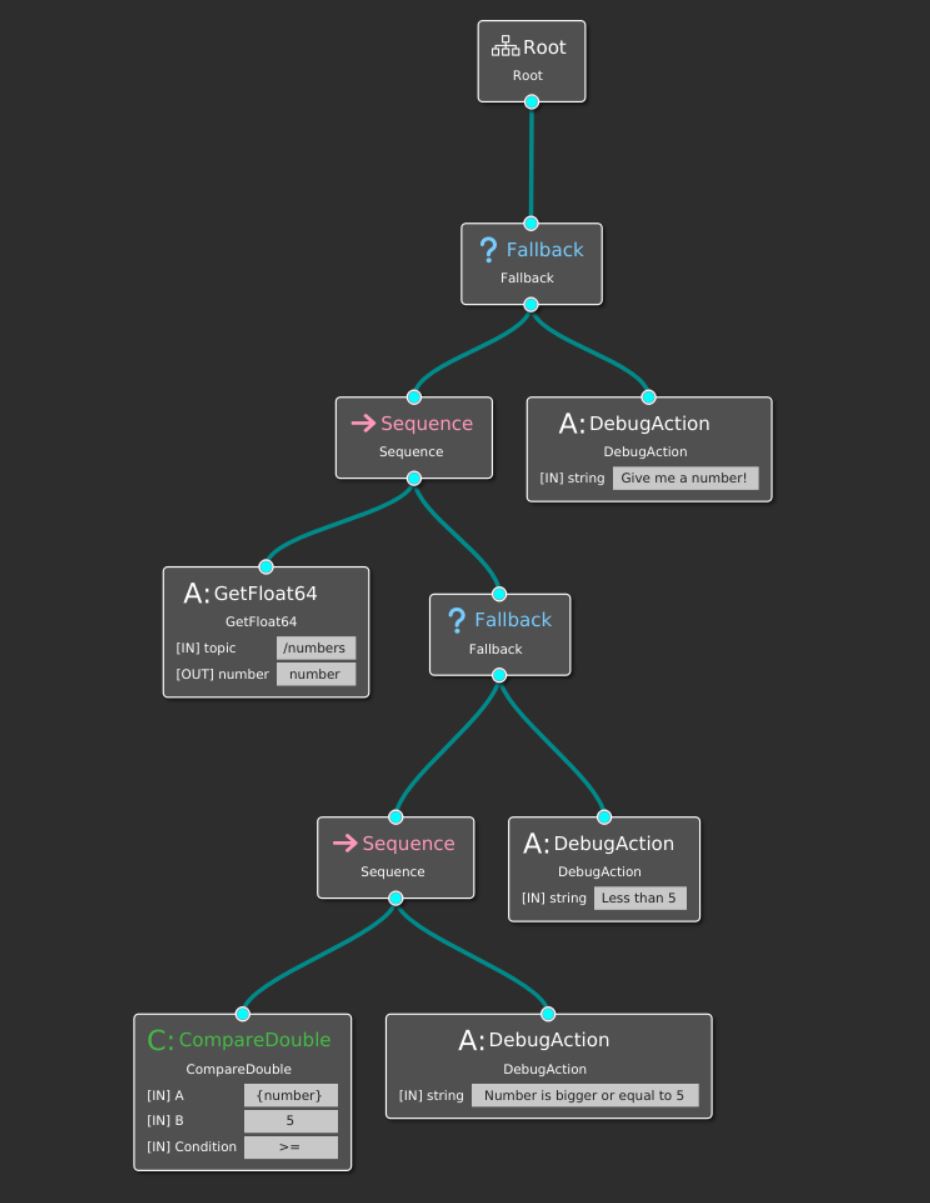 Root
Root
? Fallback
Fallback
→ Sequence
Sequence
A: DebugAction
DebugAction
[IN] string Give me a number!
A: GetFloat64
GetFloat64
[IN] topic /numbers
[OUT] number number
? Fallback
Fallback
→ Sequence
Sequence
A: DebugAction
DebugAction
[IN] string Less than 5
C: CompareDouble
CompareDouble
[IN] A {number}
[IN] B 5
[IN] Condition >=
A: DebugAction
DebugAction
[IN] string Number is bigger or equal to 5